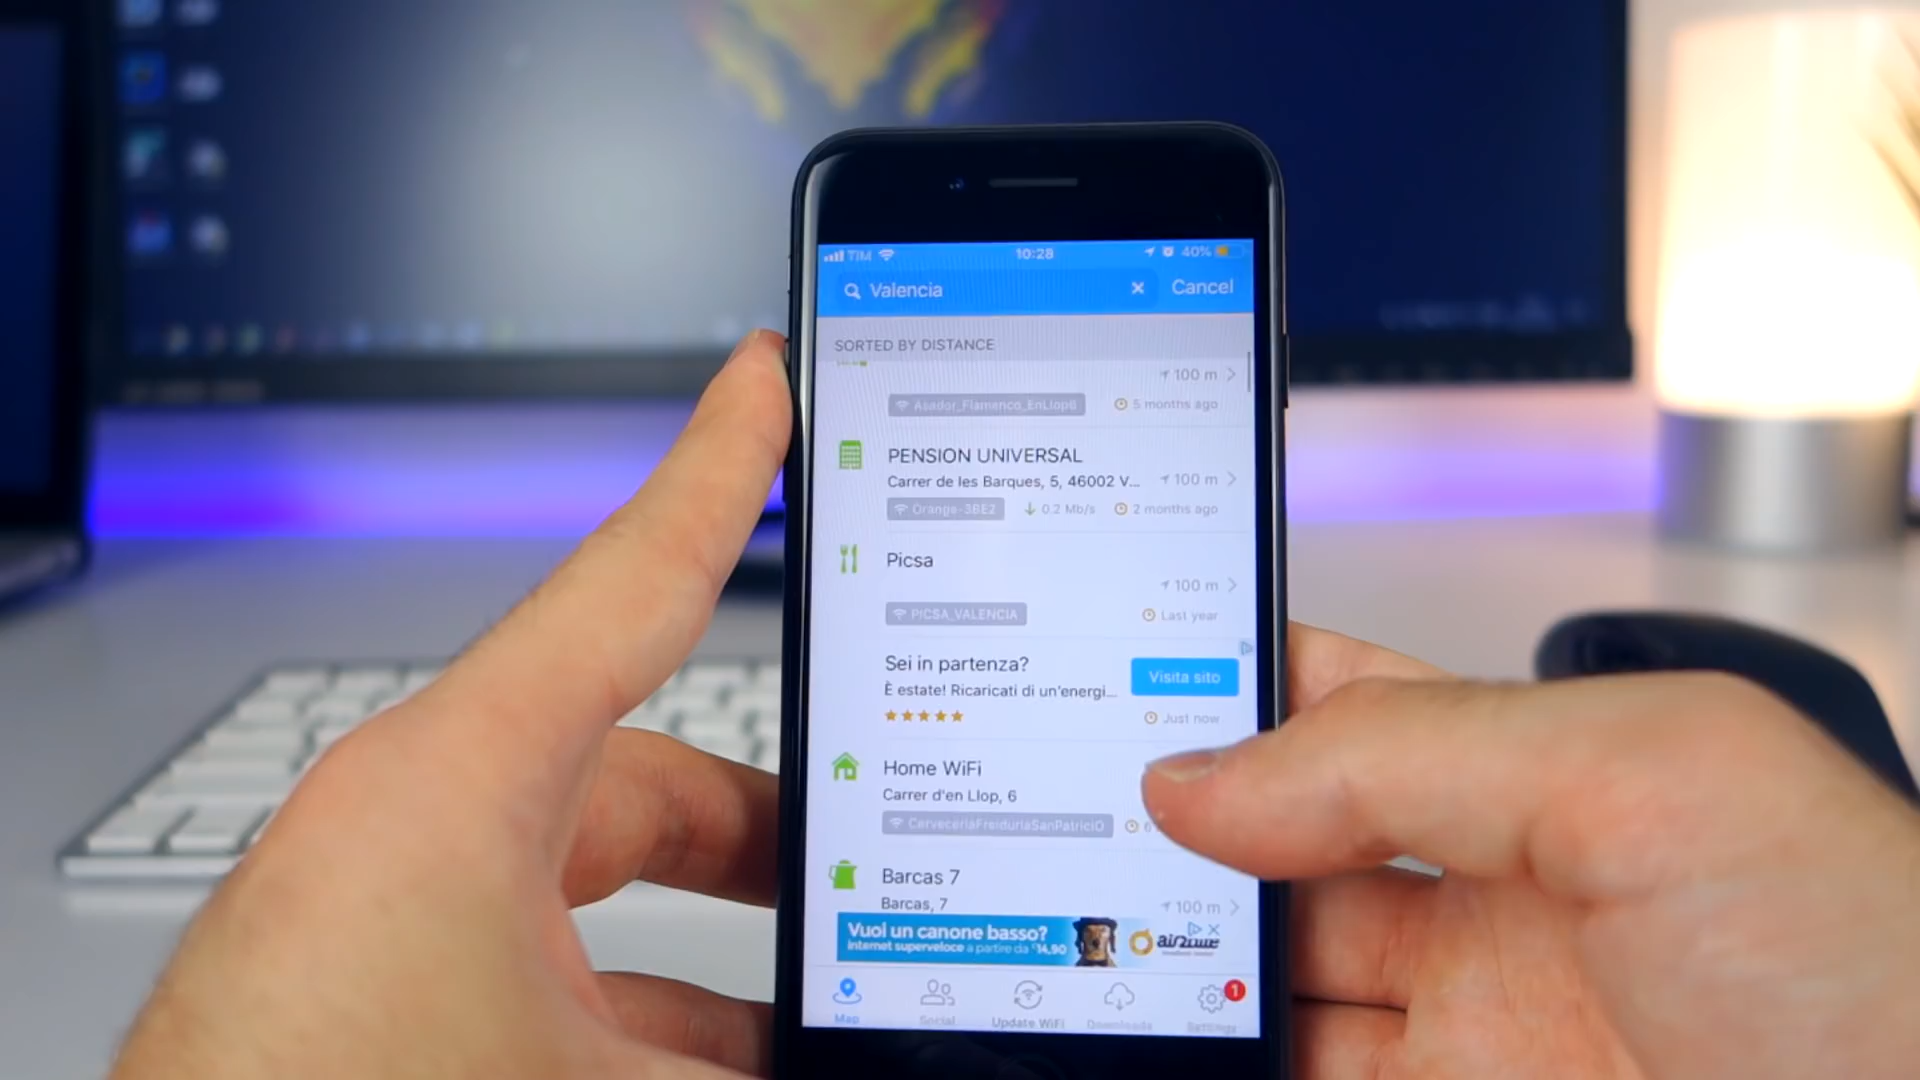 TIM 10:28 40%
Valencia Cancel
SORTED BY DISTANCE
100 m
Asador_Flamenco_EnLlop6 5 months ago
PENSION UNIVERSAL
Carrer de les Barques, 5, 46002 V... 100 m
Orange-3BE2 0.2 Mb/s 2 months ago
Picsa
100 m
PICSA_VALENCIA Last year
Sei in partenza?
Visita sito
È estate! Ricaricati di un'energi...
Just now
Home WiFi
Carrer d'en Llop, 6
CerveceriaFreiduriaSanPatriciO 6
Barcas 7
Barcas, 7 100 m
Vuoi un canone basso?
internet superveloce a partire da €14,90
1
Map Social Update WiFi Downloads Settings